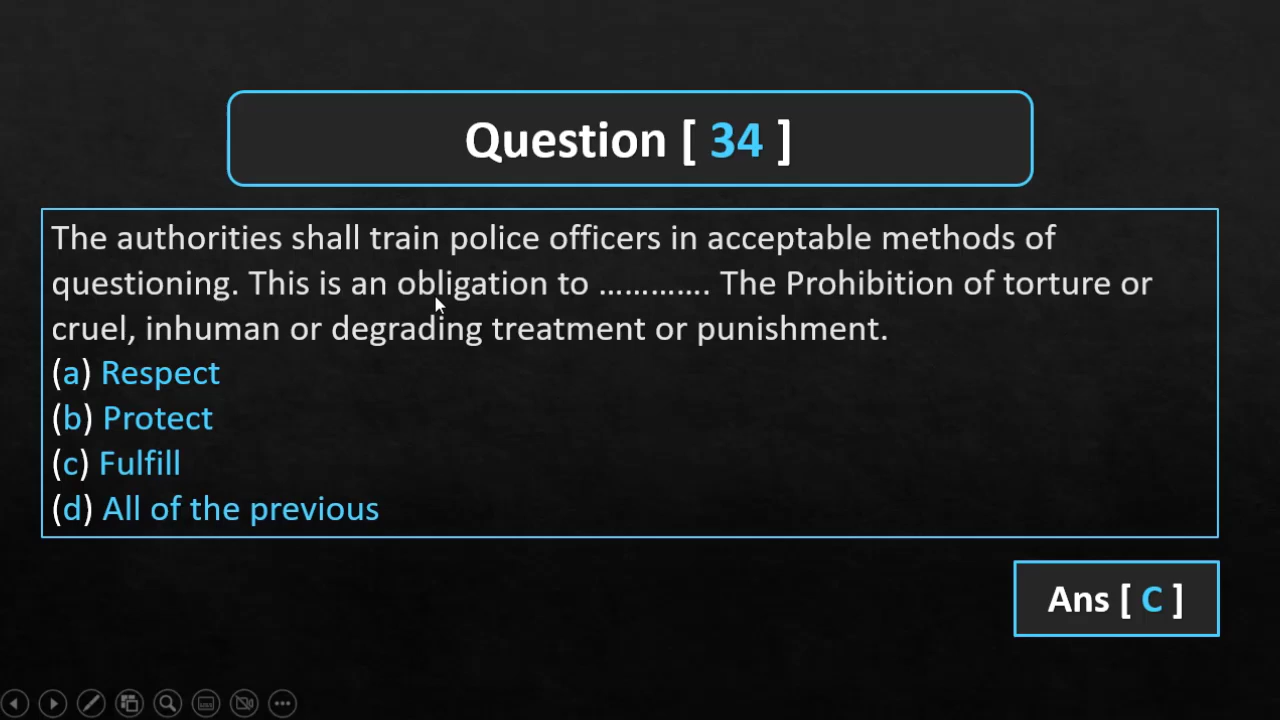 Question [ 34 ]
The authorities shall train police officers in acceptable methods of
questioning. This is an obligation to …………. The Prohibition of torture or
cruel, inhuman or degrading treatment or punishment.
(a) Respect
(b) Protect
(c) Fulfill
(d) All of the previous
Ans [ C ]